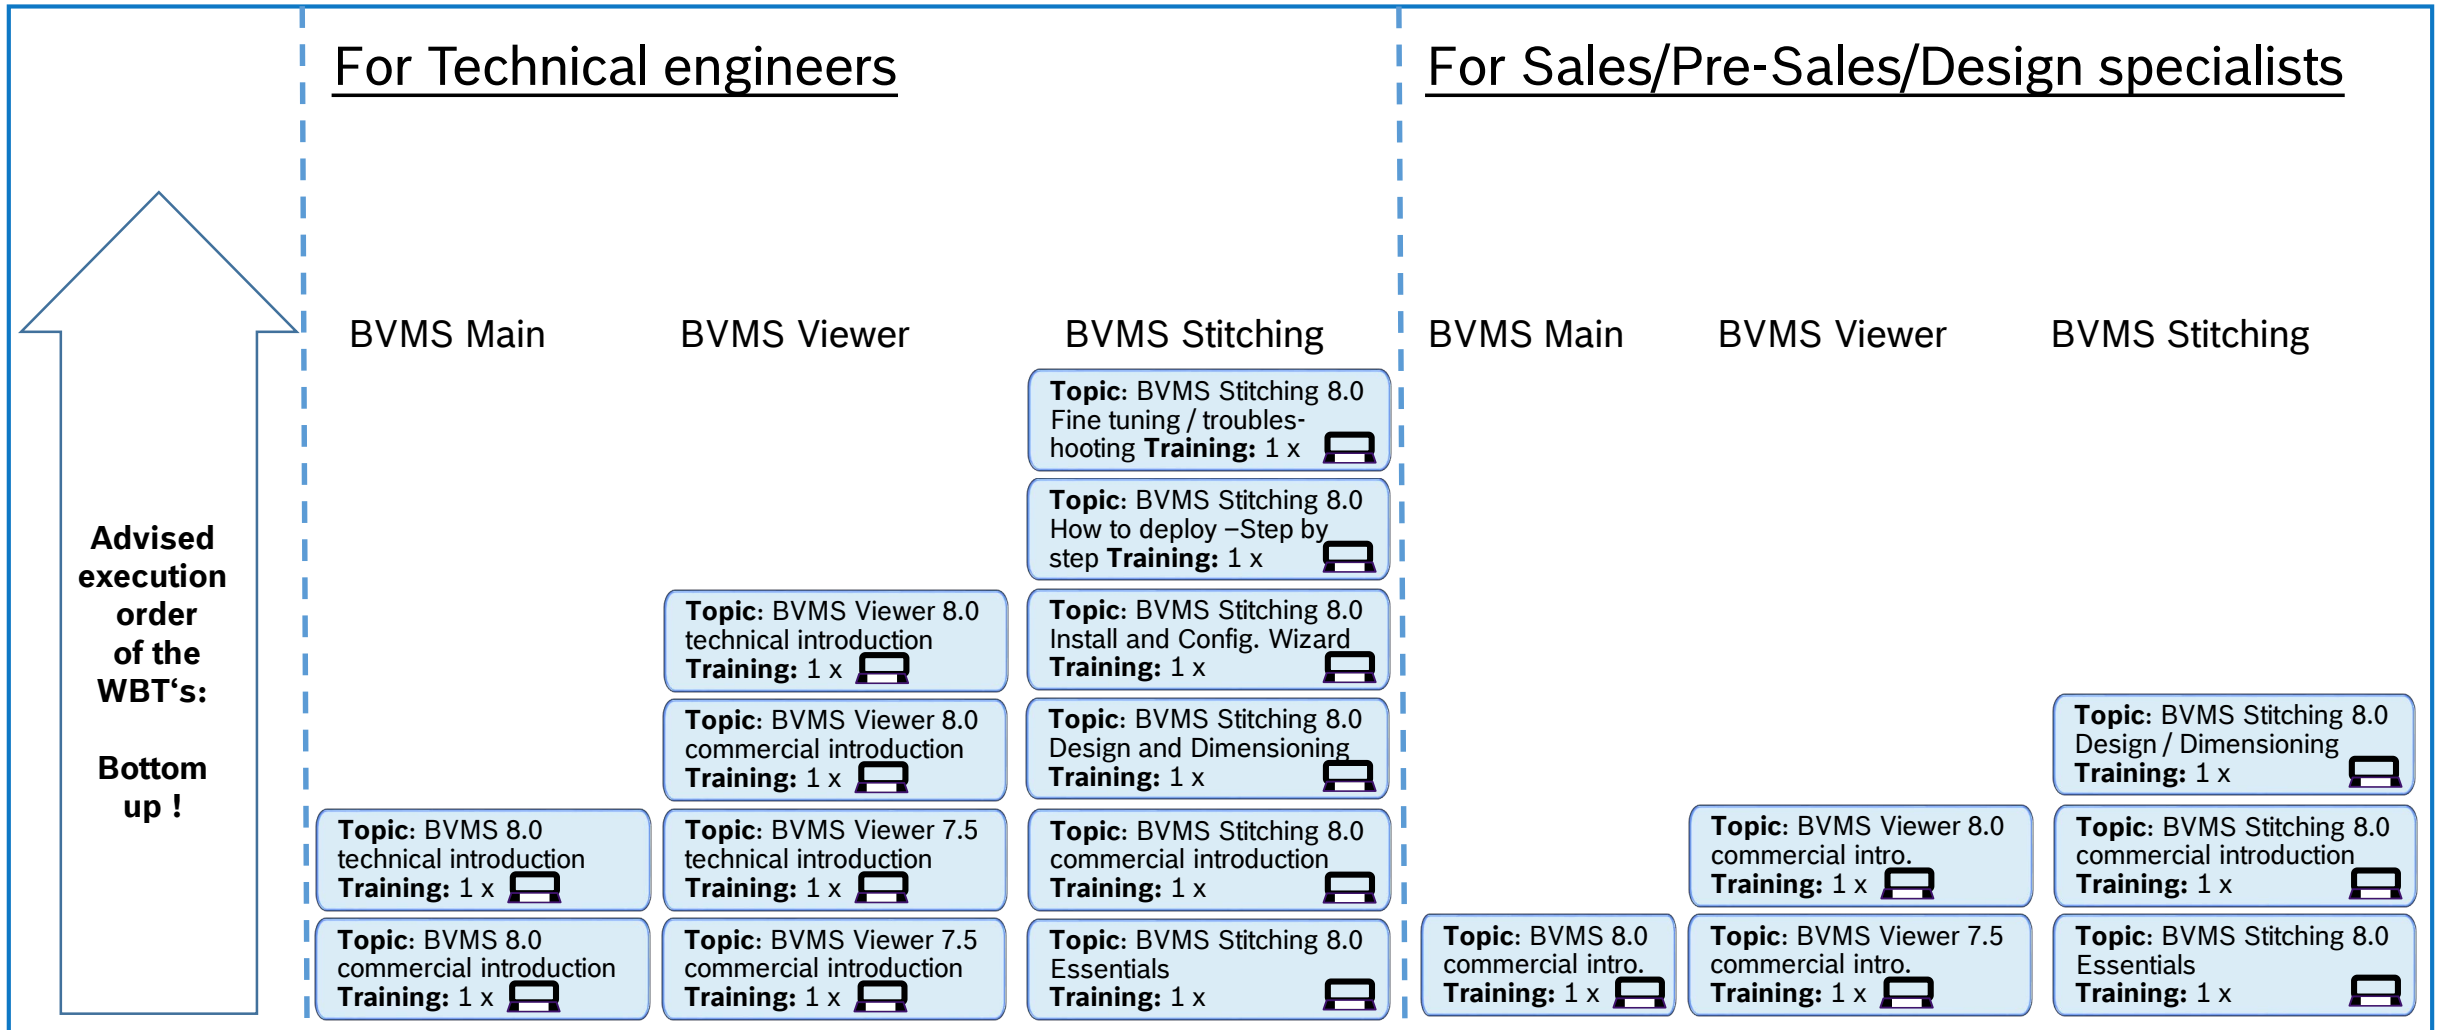 For Technical engineers
For Sales/Pre-Sales/Design specialists
Advised
execution
order
of the
WBT‘s:
Bottom
up !
BVMS Main
Topic: BVMS 8.0
technical introduction
Training: 1 x
Topic: BVMS 8.0
commercial introduction
Training: 1 x
BVMS Viewer
Topic: BVMS Viewer 8.0
technical introduction
Training: 1 x
Topic: BVMS Viewer 8.0
commercial introduction
Training: 1 x
Topic: BVMS Viewer 7.5
technical introduction
Training: 1 x
Topic: BVMS Viewer 7.5
commercial introduction
Training: 1 x
BVMS Stitching
Topic: BVMS Stitching 8.0
Fine tuning / troubles-
hooting Training: 1 x
Topic: BVMS Stitching 8.0
How to deploy –Step by
step Training: 1 x
Topic: BVMS Stitching 8.0
Install and Config. Wizard
Training: 1 x
Topic: BVMS Stitching 8.0
Design and Dimensioning
Training: 1 x
Topic: BVMS Stitching 8.0
commercial introduction
Training: 1 x
Topic: BVMS Stitching 8.0
Essentials
Training: 1 x
BVMS Main
Topic: BVMS 8.0
commercial intro.
Training: 1 x
BVMS Viewer
Topic: BVMS Viewer 8.0
commercial intro.
Training: 1 x
Topic: BVMS Viewer 7.5
commercial intro.
Training: 1 x
BVMS Stitching
Topic: BVMS Stitching 8.0
Design / Dimensioning
Training: 1 x
Topic: BVMS Stitching 8.0
commercial introduction
Training: 1 x
Topic: BVMS Stitching 8.0
Essentials
Training: 1 x